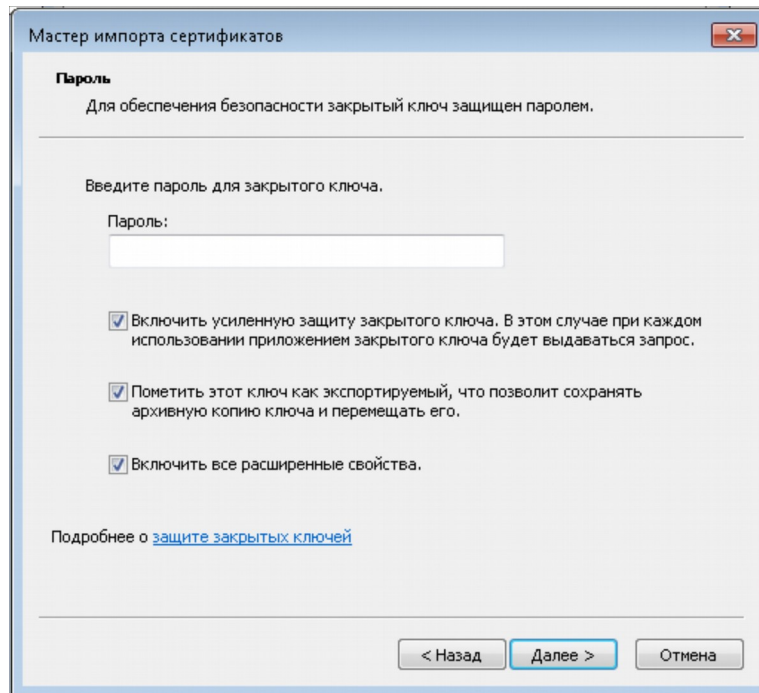 Мастер импорта сертификатов
Пароль
Для обеспечения безопасности закрытый ключ защищен паролем.
Введите пароль для закрытого ключа.
Пароль:
Включить усиленную защиту закрытого ключа. В этом случае при каждом
использовании приложением закрытого ключа будет выдаваться запрос.
Пометить этот ключ как экспортируемый, что позволит сохранять
архивную копию ключа и перемещать его.
Включить все расширенные свойства.
Подробнее о защите закрытых ключей
< Назад Далее > Отмена